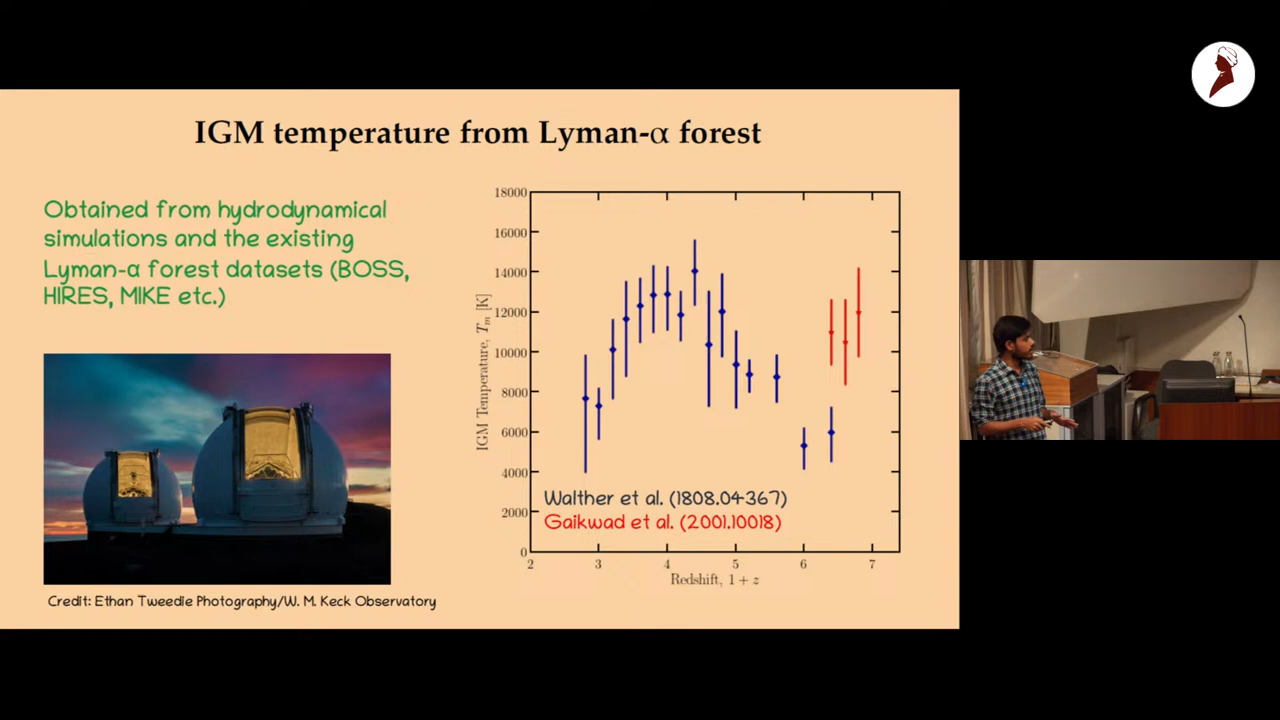 IGM temperature from Lyman-α forest
Obtained from hydrodynamical
simulations and the existing
Lyman-α forest datasets (BOSS,
HIRES, MIKE etc.)
Credit: Ethan Tweedie Photography/W. M. Keck Observatory
IGM Temperature, Tₘ [K]
18000
16000
14000
12000
10000
8000
6000
4000
2000
0
Walther et al. (1808.04367)
Gaikwad et al. (2001.10018)
2 3 4 5 6 7
Redshift, 1 + z